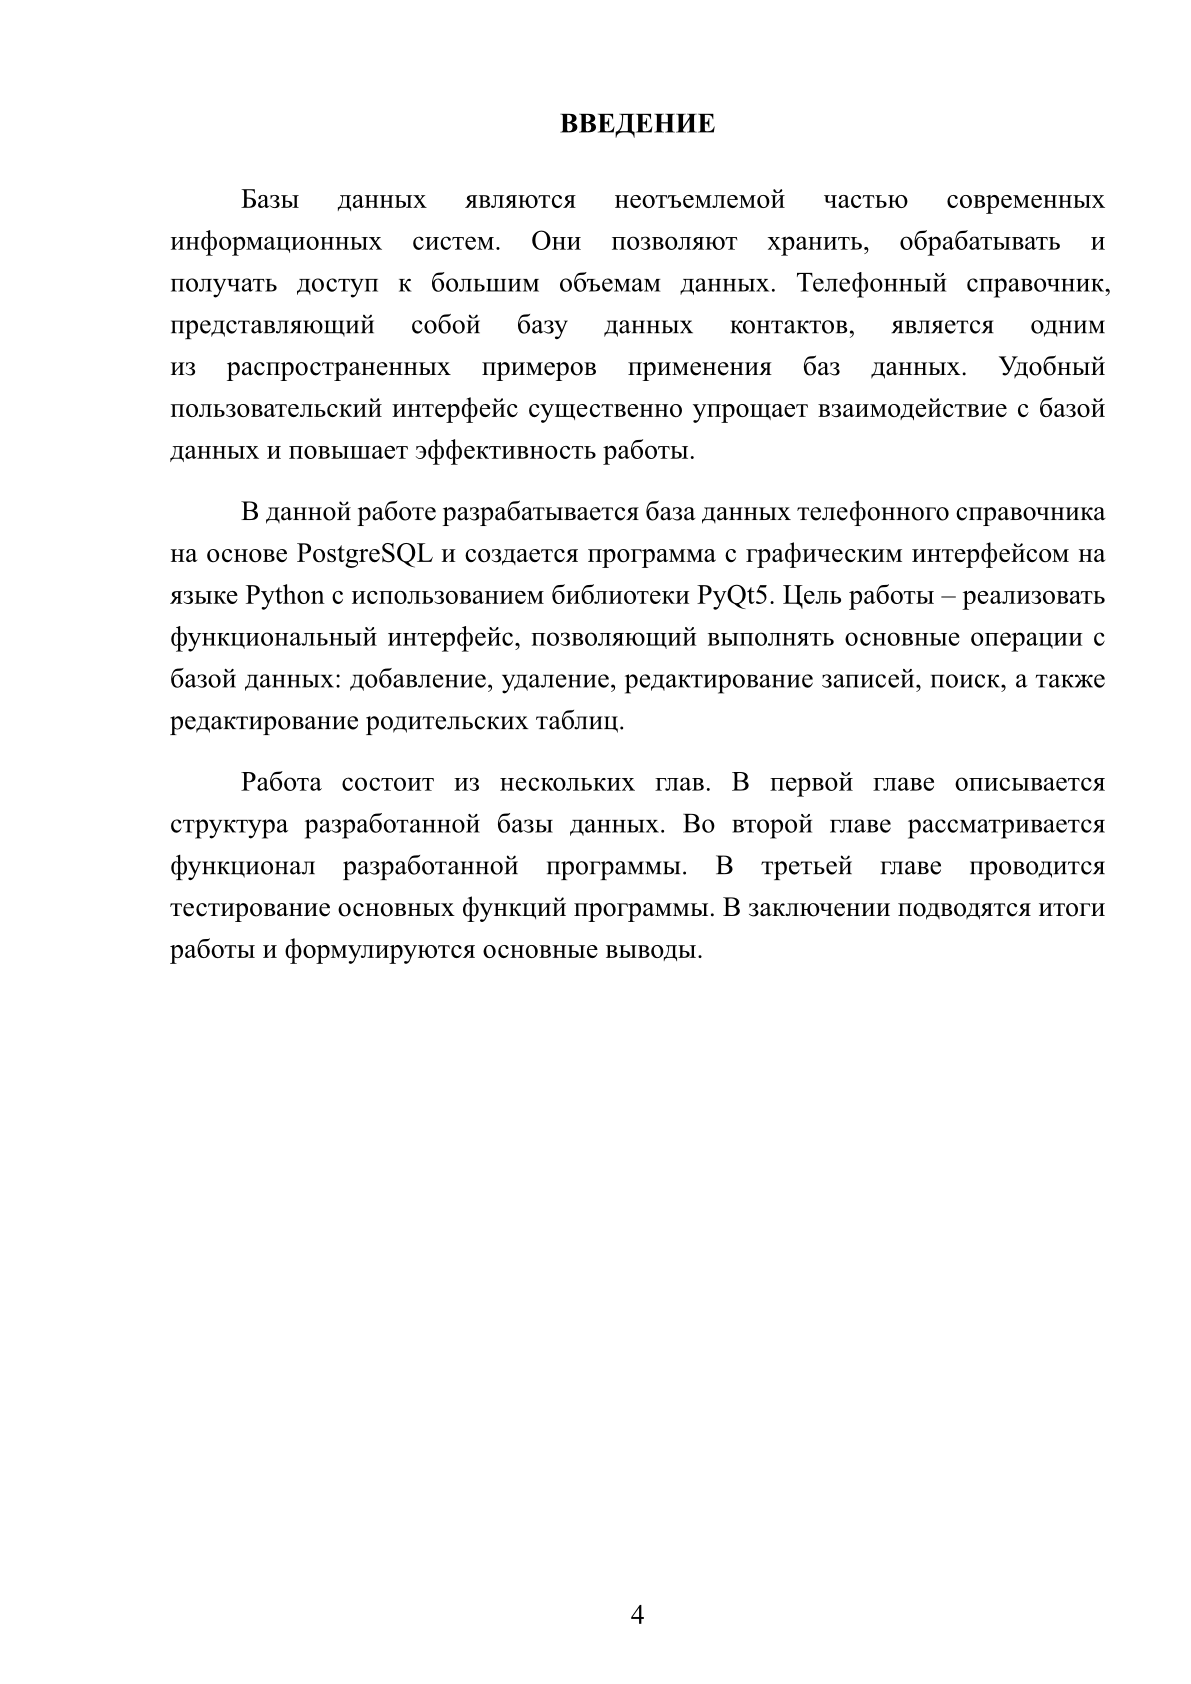 ВВЕДЕНИЕ
Базы данных являются неотъемлемой частью современных
информационных систем. Они позволяют хранить, обрабатывать и
получать доступ к большим объемам данных. Телефонный справочник,
представляющий собой базу данных контактов, является одним
из распространенных примеров применения баз данных. Удобный
пользовательский интерфейс существенно упрощает взаимодействие с базой
данных и повышает эффективность работы.
В данной работе разрабатывается база данных телефонного справочника
на основе PostgreSQL и создается программа с графическим интерфейсом на
языке Python с использованием библиотеки PyQt5. Цель работы – реализовать
функциональный интерфейс, позволяющий выполнять основные операции с
базой данных: добавление, удаление, редактирование записей, поиск, а также
редактирование родительских таблиц.
Работа состоит из нескольких глав. В первой главе описывается
структура разработанной базы данных. Во второй главе рассматривается
функционал разработанной программы. В третьей главе проводится
тестирование основных функций программы. В заключении подводятся итоги
работы и формулируются основные выводы.
4